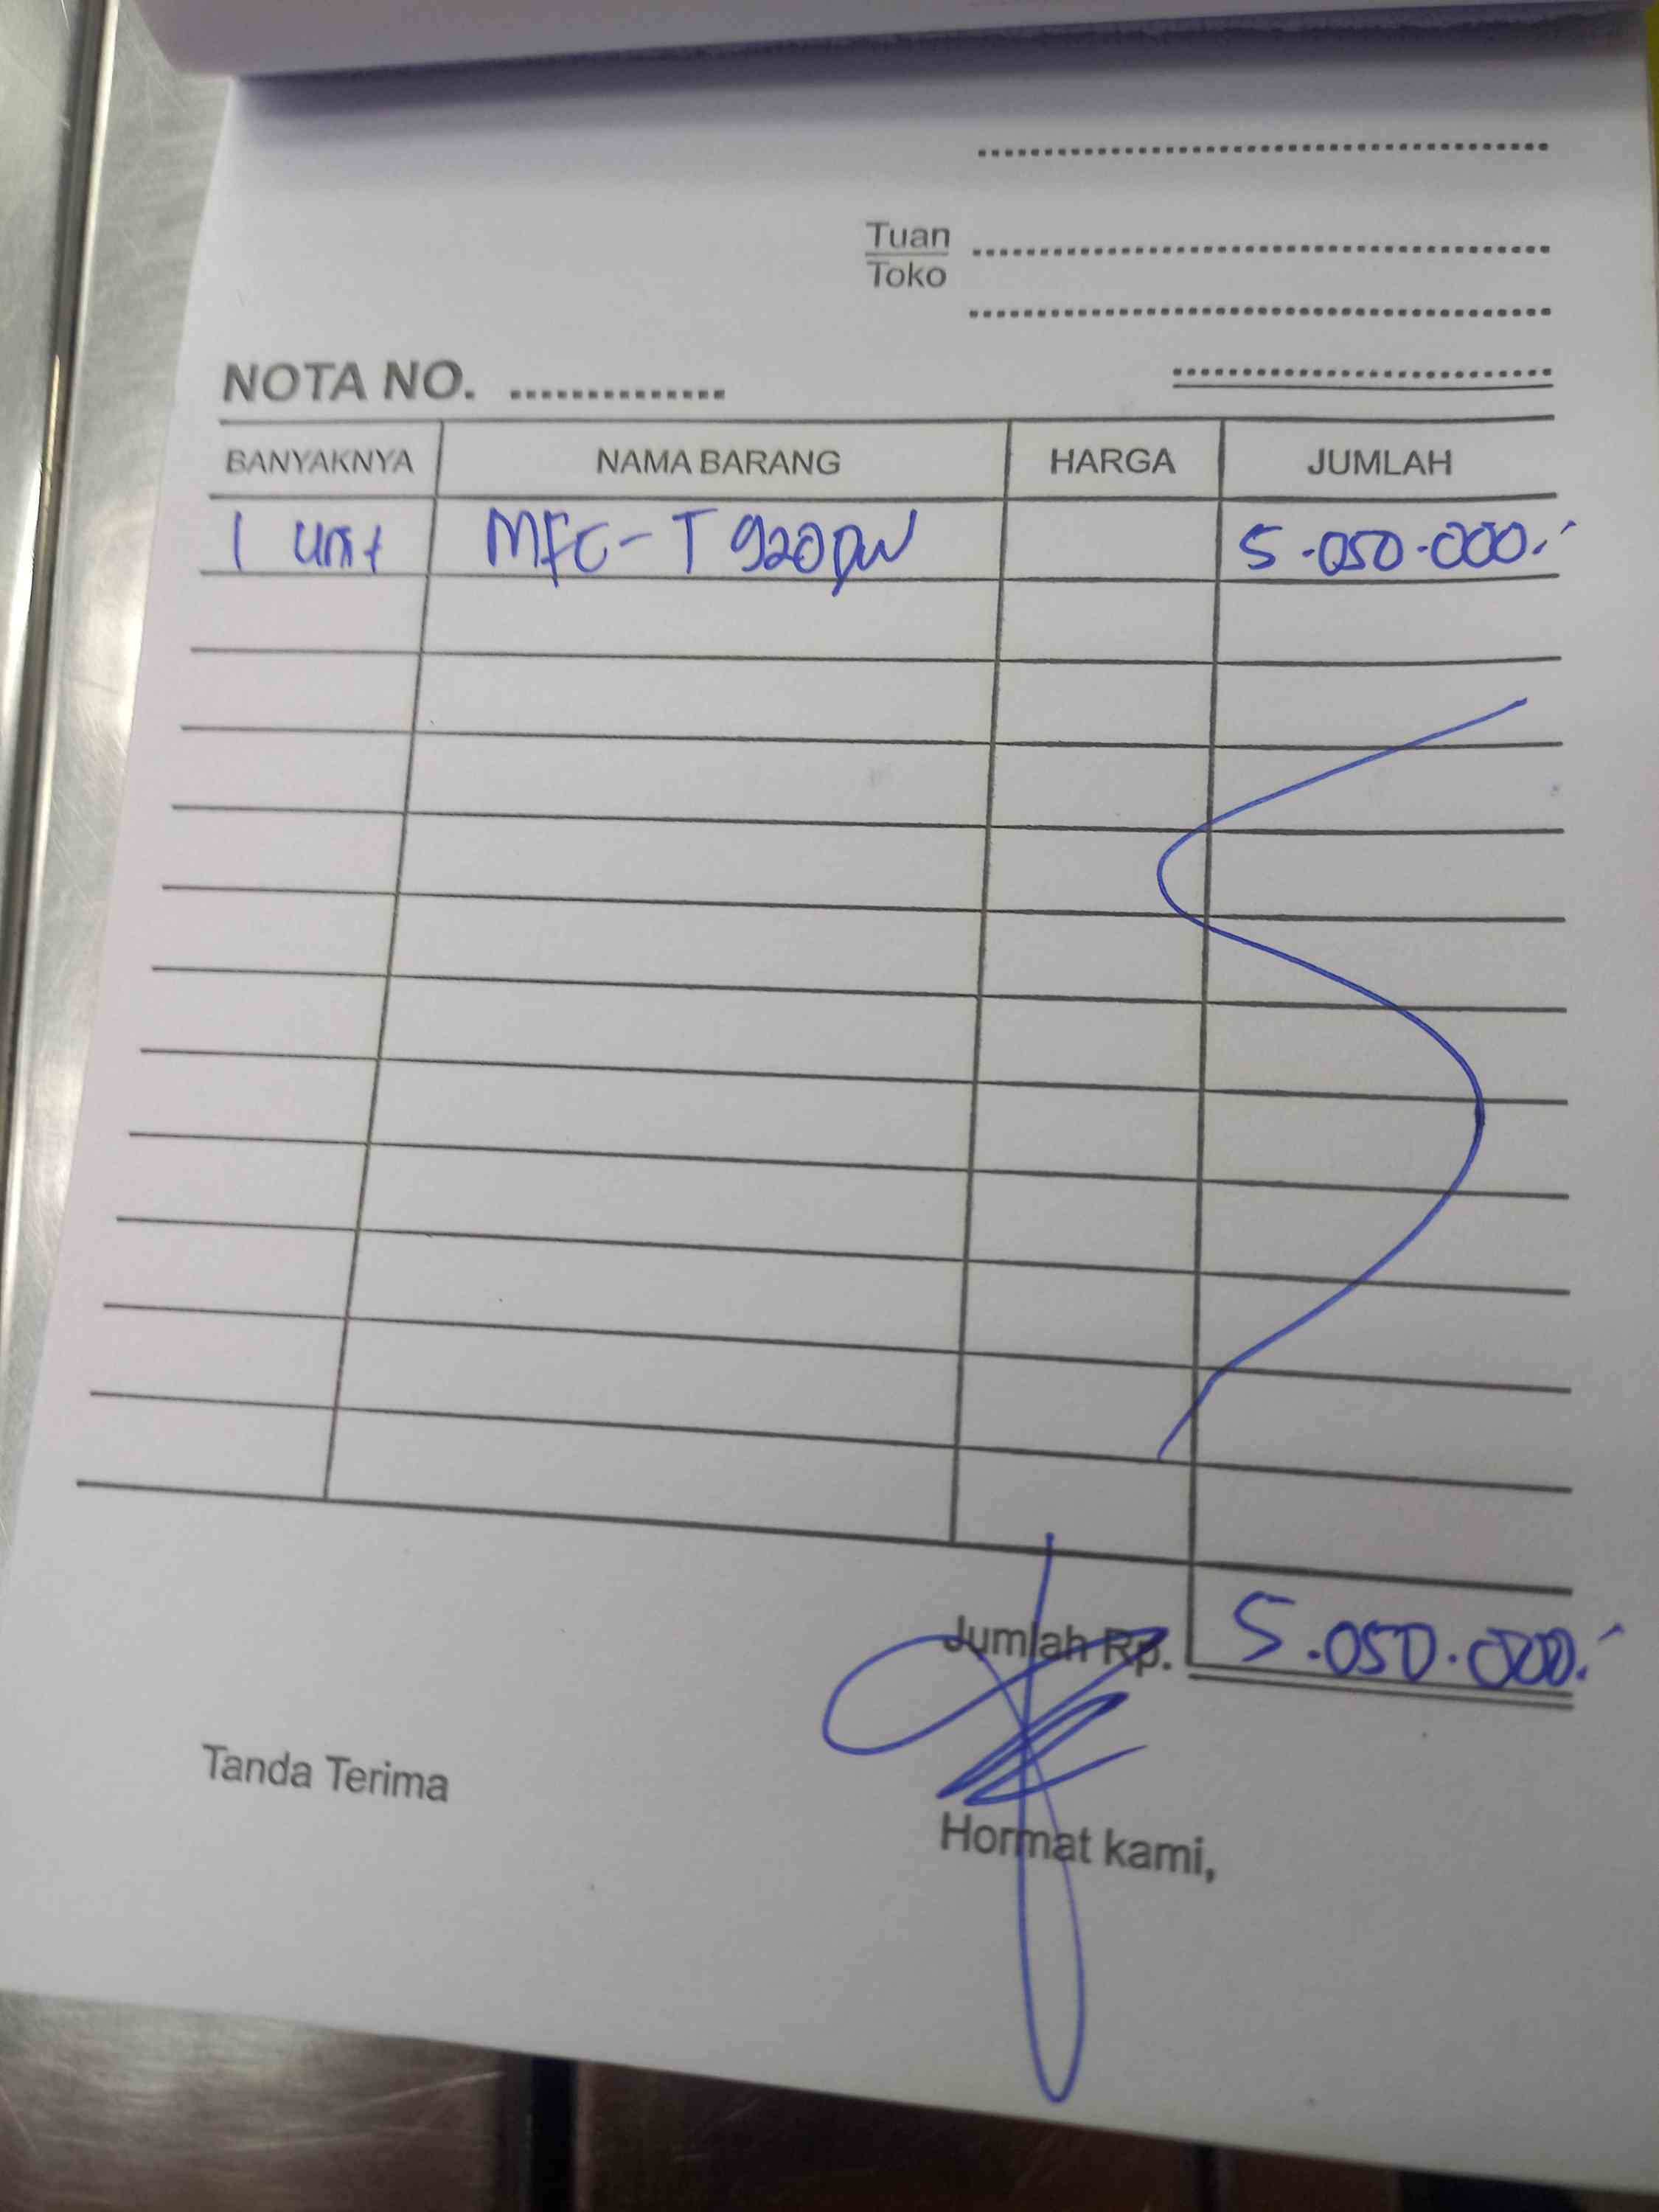 Tuan
Toko
NOTA NO. ..............
BANYAKNYA NAMA BARANG HARGA JUMLAH
1 unit MFC-T920DW 5.050.000.-
Jumlah Rp. 5.050.000.-
Tanda Terima
Hormat kami,